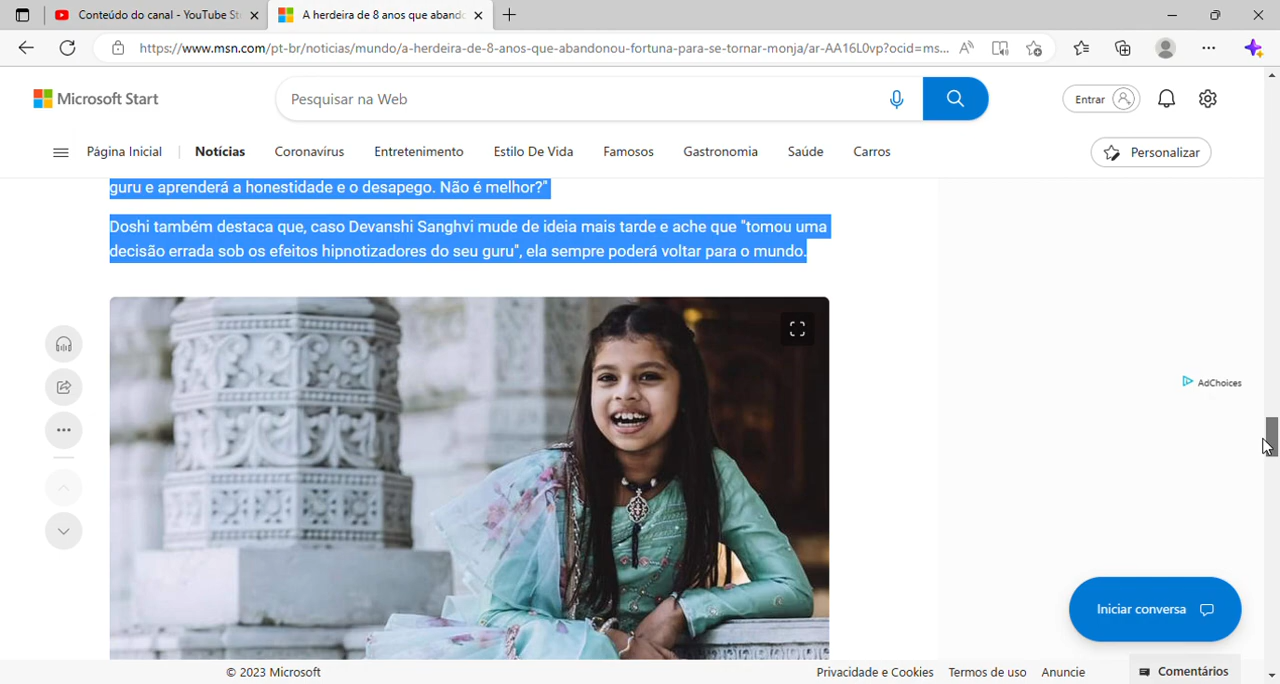 Conteúdo do canal - YouTube St
A herdeira de 8 anos que aband
https://www.msn.com/pt-br/noticias/mundo/a-herdeira-de-8-anos-que-abandonou-fortuna-para-se-tornar-monja/ar-AA16L0vp?ocid=ms...
Microsoft Start
Pesquisar na Web
Entrar
Página Inicial
Notícias
Coronavírus
Entretenimento
Estilo De Vida
Famosos
Gastronomia
Saúde
Carros
Personalizar
guru e aprenderá a honestidade e o desapego. Não é melhor?"
Doshi também destaca que, caso Devanshi Sanghvi mude de ideia mais tarde e ache que "tomou uma
decisão errada sob os efeitos hipnotizadores do seu guru", ela sempre poderá voltar para o mundo.
AdChoices
Iniciar conversa
© 2023 Microsoft
Privacidade e Cookies
Termos de uso
Anuncie
Comentários